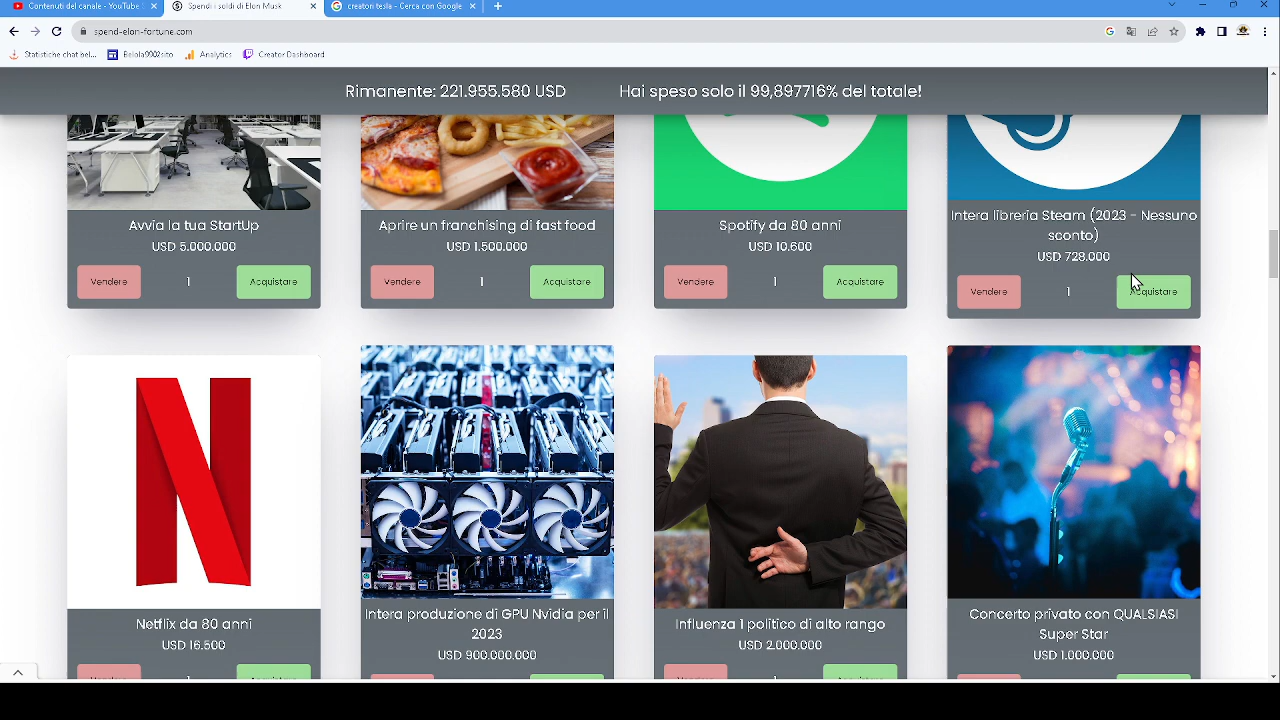 Contenuti del canale - YouTube
Spendi i soldi di Elon Musk
creatori tesla - Cerca con Google
spend-elon-fortune.com
Statistiche chat bel...
Belola9902sito
Analytics
Creator Dashboard
Rimanente: 221.955.580 USD
Hai speso solo il 99,897716% del totale!
Avvia la tua StartUp
USD 5.000.000
Vendere
1
Acquistare
Aprire un franchising di fast food
USD 1.500.000
Vendere
1
Acquistare
Spotify da 80 anni
USD 10.600
Vendere
1
Acquistare
Intera libreria Steam (2023 - Nessuno
sconto)
USD 728.000
Vendere
1
Acquistare
Netflix da 80 anni
USD 16.500
Intera produzione di GPU Nvidia per il
2023
USD 900.000.000
Influenza 1 politico di alto rango
USD 2.000.000
Concerto privato con QUALSIASI
Super Star
USD 1.000.000